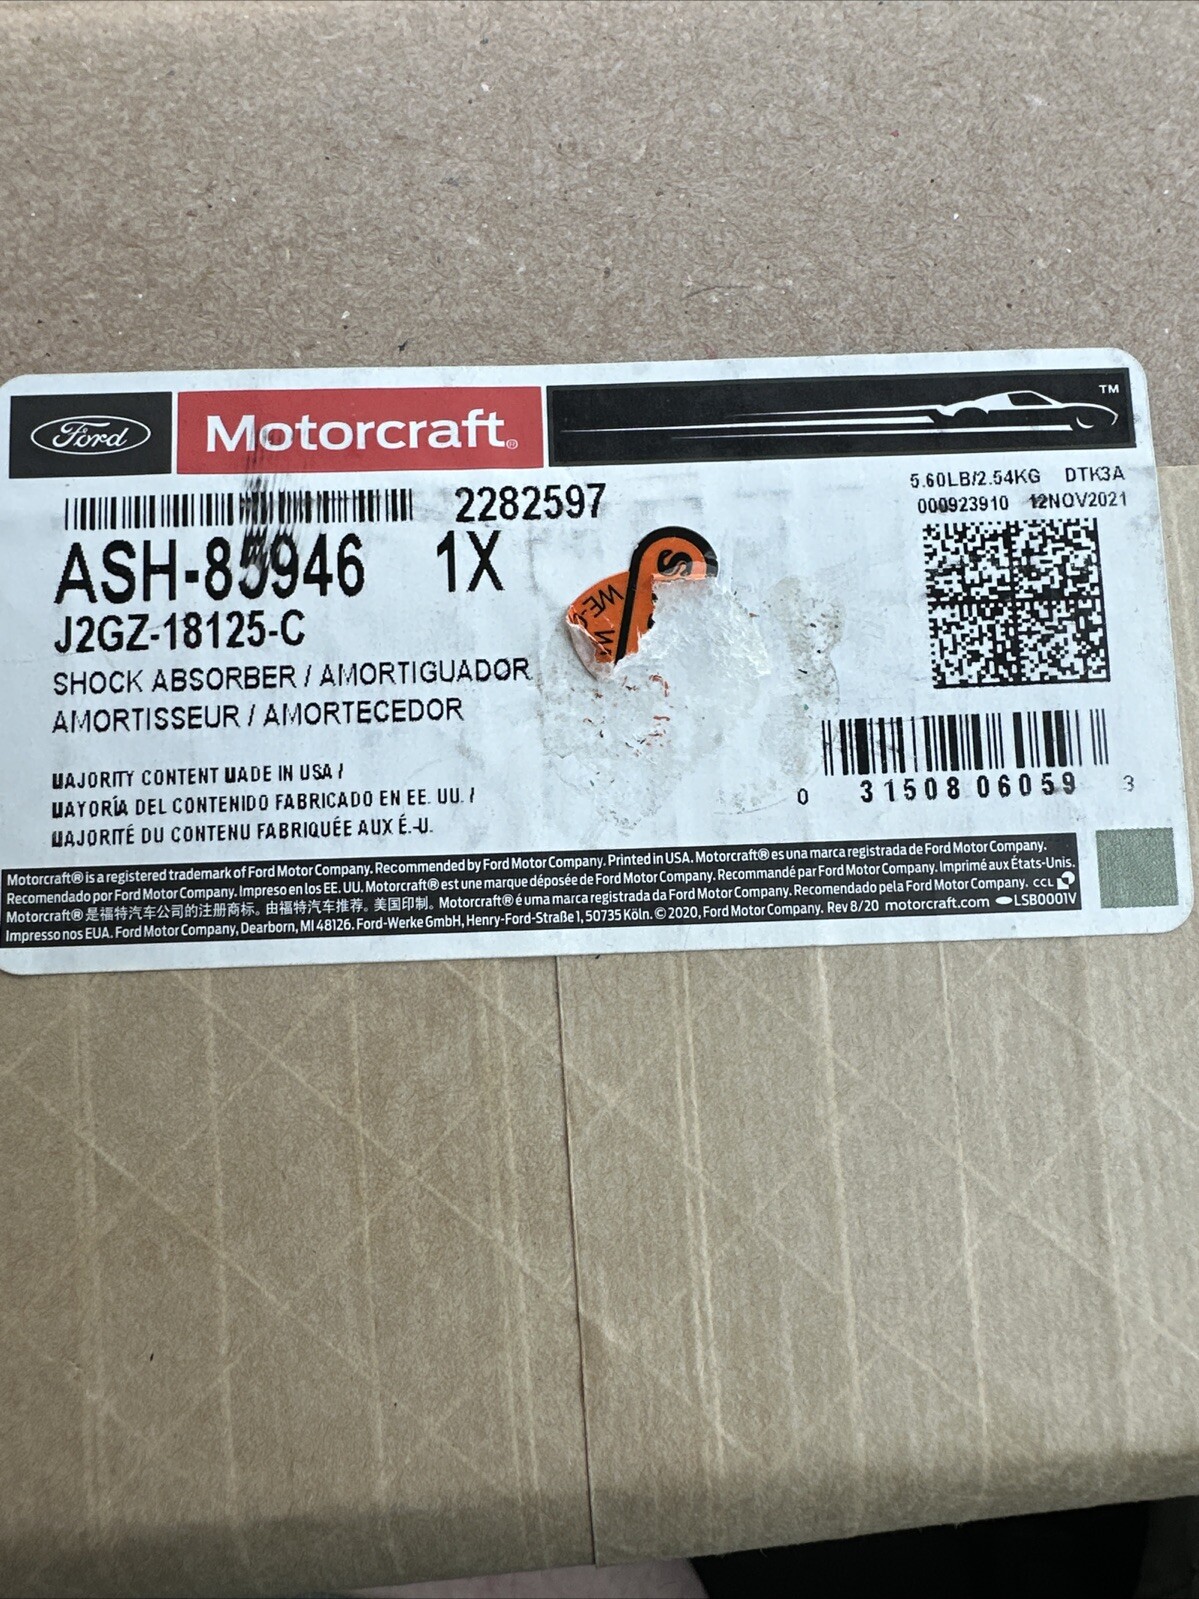 Ford Motorcraft® TM
5.60LB/2.54KG DTK3A
2282597 000923910 12NOV2021
ASH-85946 1X
S
WE-
J2GZ-18125-C
SHOCK ABSORBER / AMORTIGUADOR
AMORTISSEUR / AMORTECEDOR
MAJORITY CONTENT MADE IN USA /
MAYORÍA DEL CONTENIDO FABRICADO EN EE. UU. /
MAJORITÉ DU CONTENU FABRIQUÉE AUX É.-U.
0 31508 06059 3
Motorcraft® is a registered trademark of Ford Motor Company. Recommended by Ford Motor Company. Printed in USA. Motorcraft® es una marca registrada de Ford Motor Company.
Recomendado por Ford Motor Company. Impreso en los EE. UU. Motorcraft® est une marque déposée de Ford Motor Company. Recommandé par Ford Motor Company. Imprimé aux États-Unis.
Motorcraft® 是福特汽车公司的注册商标。由福特汽车推荐。美国印制。Motorcraft® é uma marca registrada da Ford Motor Company. Recomendado pela Ford Motor Company. CCL
Impresso nos EUA. Ford Motor Company, Dearborn, MI 48126. Ford-Werke GmbH, Henry-Ford-Straße 1, 50735 Köln. © 2020, Ford Motor Company. Rev 8/20 motorcraft.com LSB0001V